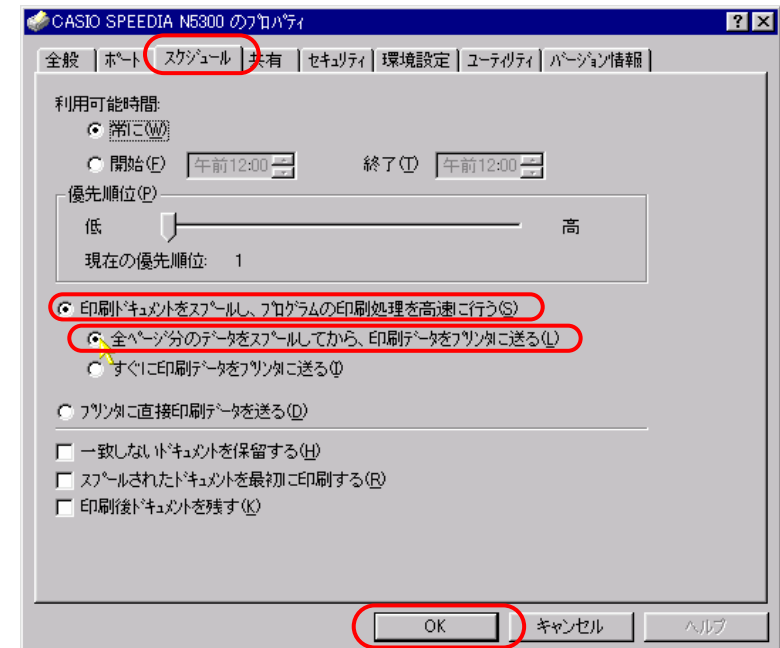 CASIO SPEEDIA N5300 のプロパティ
全般 ポート スケジュール 共有 セキュリティ 環境設定 ユーティリティ バージョン情報
利用可能時間:
常に(W)
開始(F) 午前12:00 終了(T) 午前12:00
優先順位(P)
低 高
現在の優先順位: 1
印刷ドキュメントをスプールし、プログラムの印刷処理を高速に行う(S)
全ページ分のデータをスプールしてから、印刷データをプリンタに送る(L)
すぐに印刷データをプリンタに送る(I)
プリンタに直接印刷データを送る(D)
一致しないドキュメントを保留する(H)
スプールされたドキュメントを最初に印刷する(R)
印刷後ドキュメントを残す(K)
OK キャンセル ヘルプ